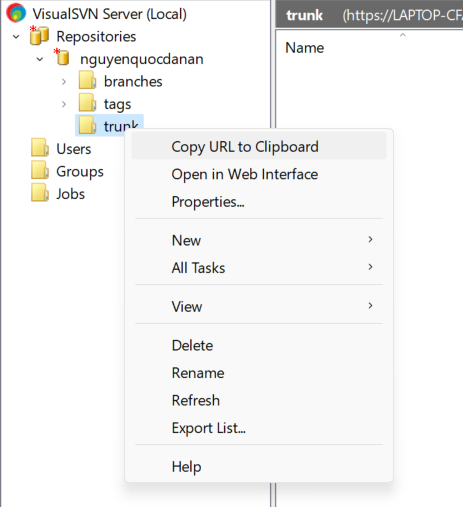 VisualSVN Server (Local)
Repositories
nguyenquocdanan
branches
tags
trunk
Users
Groups
Jobs
trunk (https://LAPTOP-CF
Name
Copy URL to Clipboard
Open in Web Interface
Properties...
New
All Tasks
View
Delete
Rename
Refresh
Export List...
Help